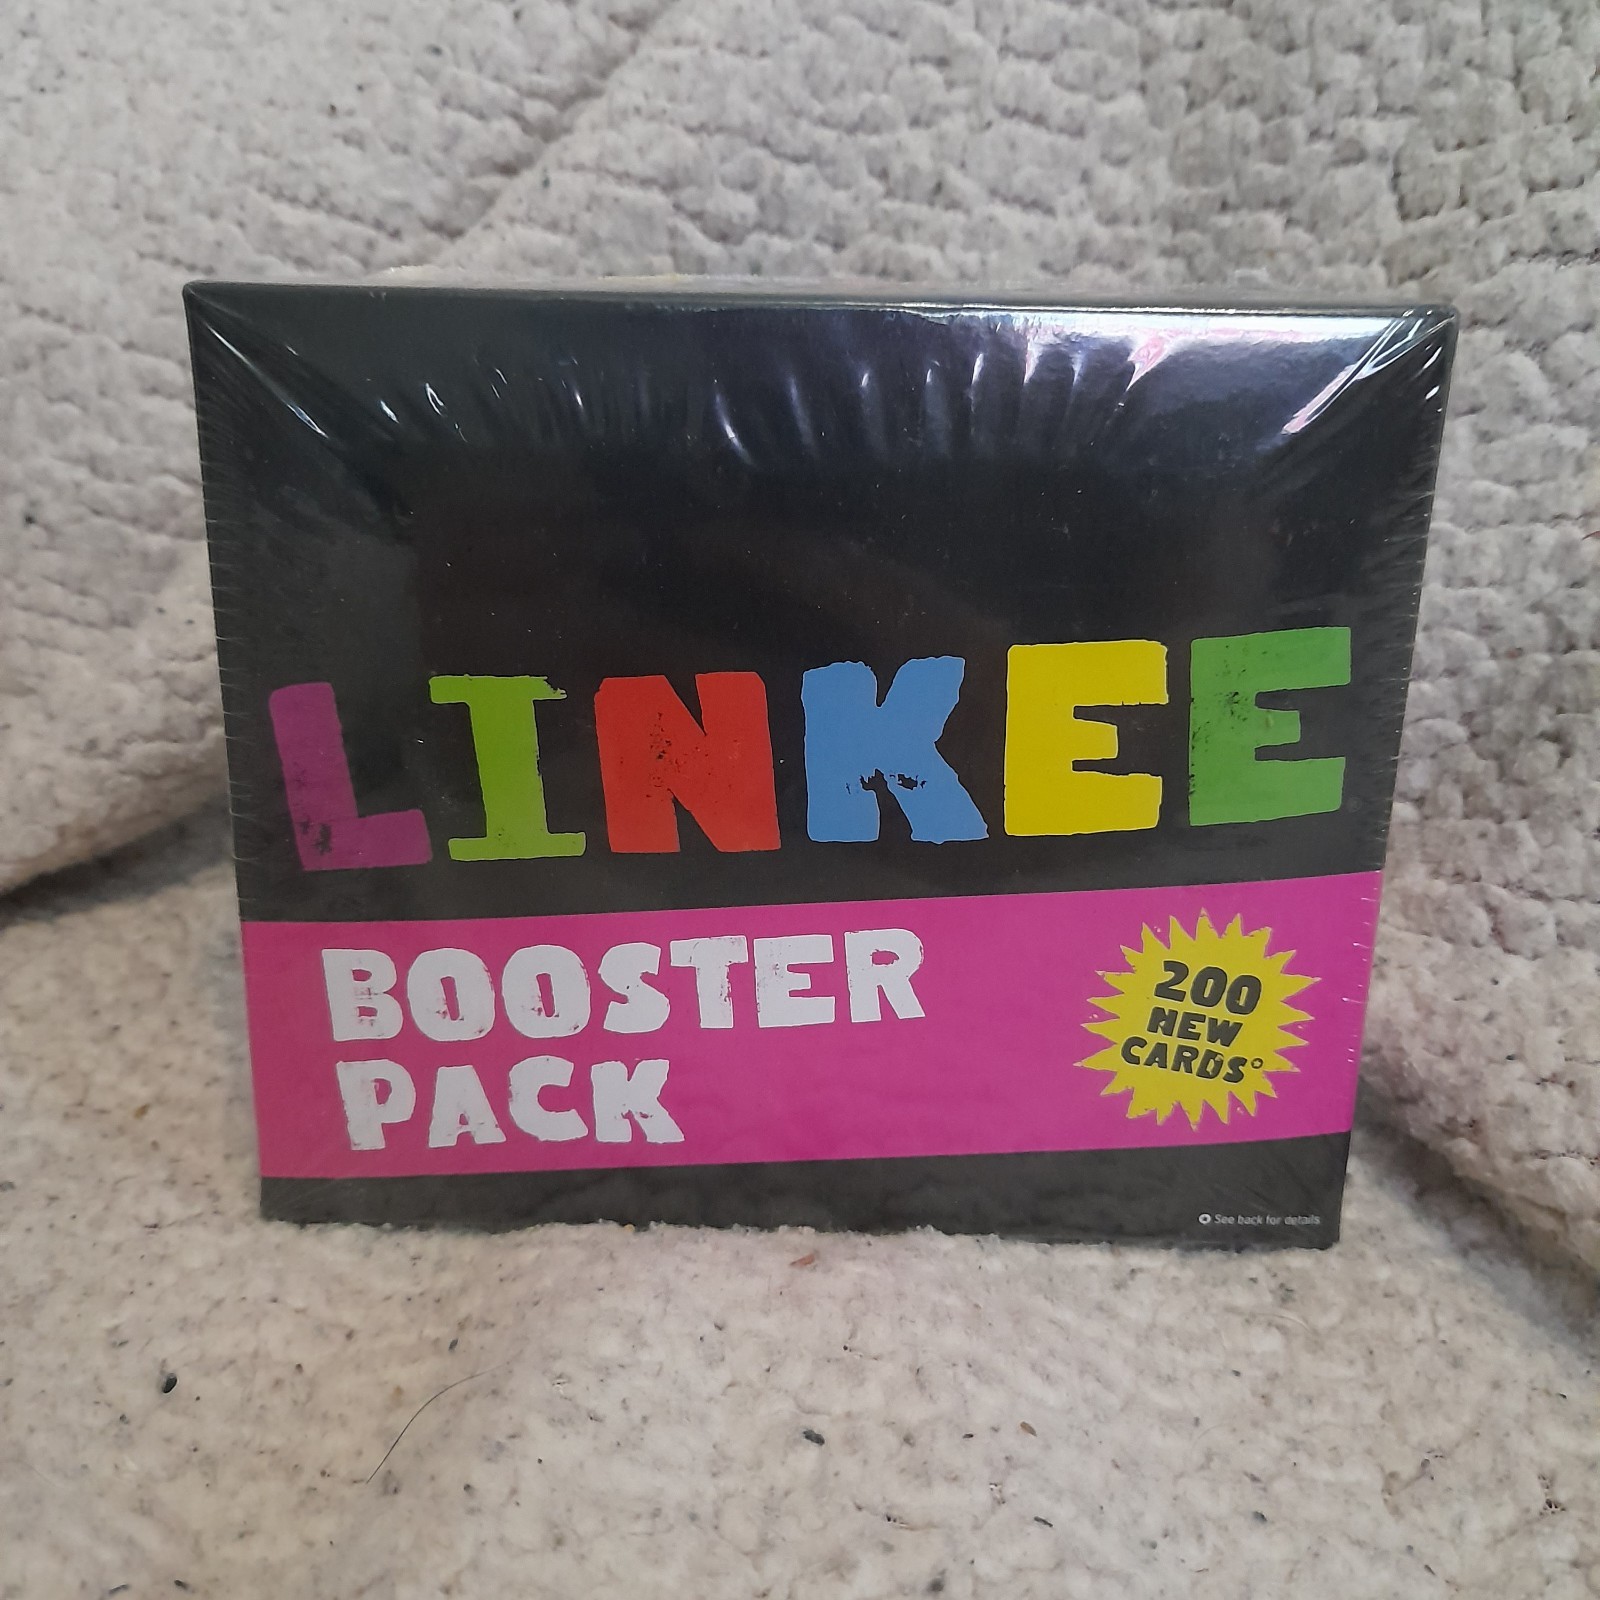 LINKEE
BOOSTER
PACK
200
NEW
CARDS°
See back for details